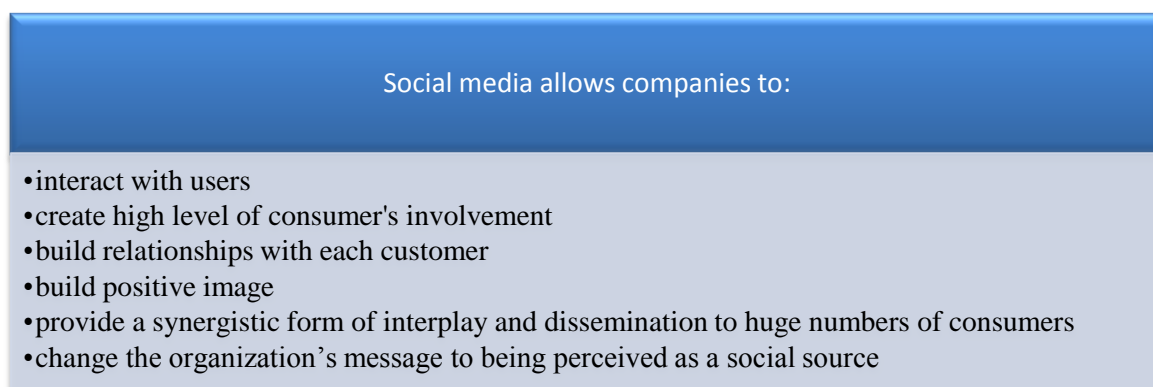 Social media allows companies to:
•interact with users
•create high level of consumer's involvement
•build relationships with each customer
•build positive image
•provide a synergistic form of interplay and dissemination to huge numbers of consumers
•change the organization’s message to being perceived as a social source